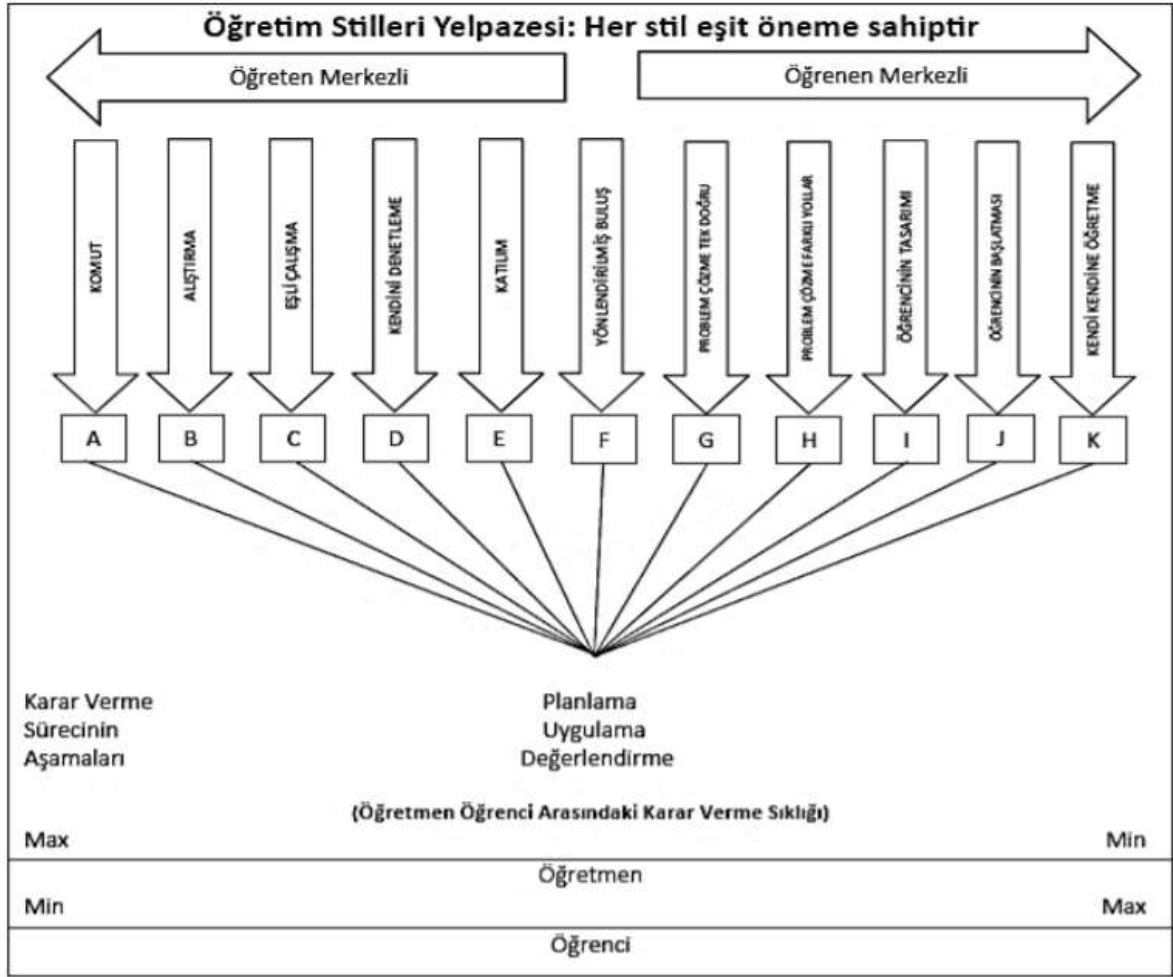 Öğretim Stilleri Yelpazesi: Her stil eşit öneme sahiptir
Öğreten Merkezli
Öğrenen Merkezli
KOMUT
ALIŞTIRMA
EŞLİ ÇALIŞMA
KENDİNİ DENETLEME
KATILIM
YÖNLENDİRİLMİŞ BULUŞ
PROBLEM ÇÖZME TEK DOĞRU
PROBLEM ÇÖZME FARKLI YOLLAR
ÖĞRENCİNİN TASARIMI
ÖĞRENCİNİN BAŞLATMASI
KENDİ KENDİNE ÖĞRETME
A
B
C
D
E
F
G
H
I
J
K
Karar Verme
Sürecinin
Aşamaları
Planlama
Uygulama
Değerlendirme
(Öğretmen Öğrenci Arasındaki Karar Verme Sıklığı)
Max
Min
Öğretmen
Min
Max
Öğrenci